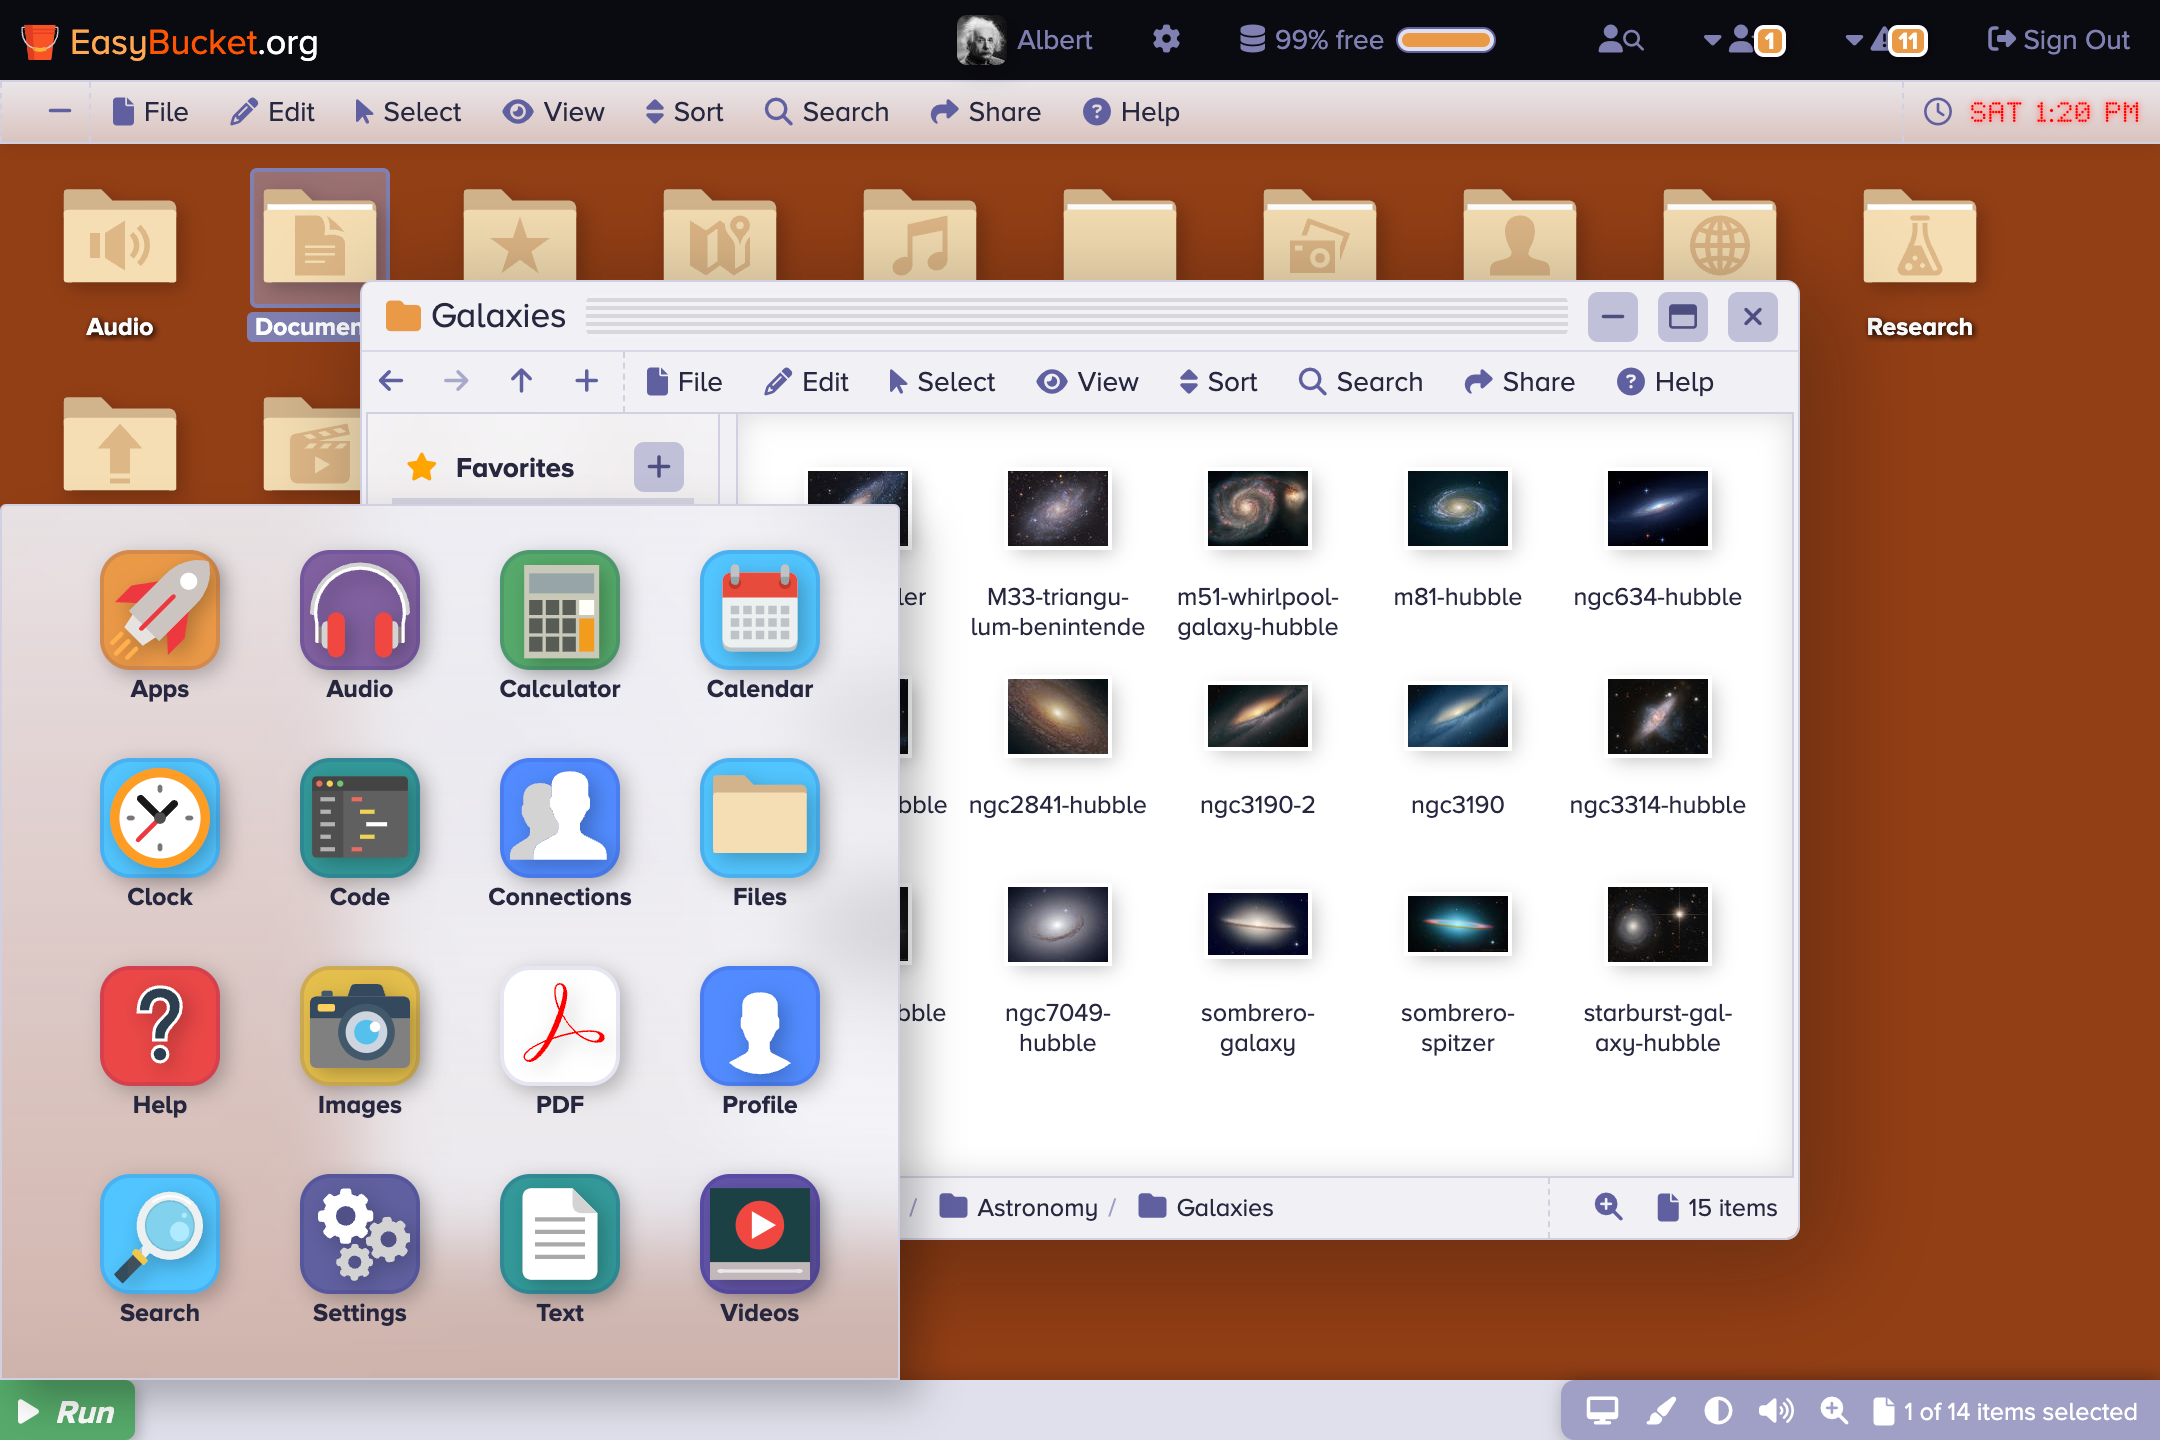 EasyBucket.org
Albert
99% free
1
11
Sign Out
File Edit Select View Sort Search Share Help
SAT 1:20 PM
Audio
Documen
Research
Galaxies
File Edit Select View Sort Search Share Help
Favorites
ler
M33-triangu-
lum-benintende
m51-whirlpool-
galaxy-hubble
m81-hubble
ngc634-hubble
bble
ngc2841-hubble
ngc3190-2
ngc3190
ngc3314-hubble
bble
ngc7049-
hubble
sombrero-
galaxy
sombrero-
spitzer
starburst-gal-
axy-hubble
/ Astronomy / Galaxies
15 items
Apps Audio Calculator Calendar
Clock Code Connections Files
Help Images PDF Profile
Search Settings Text Videos
Run
1 of 14 items selected